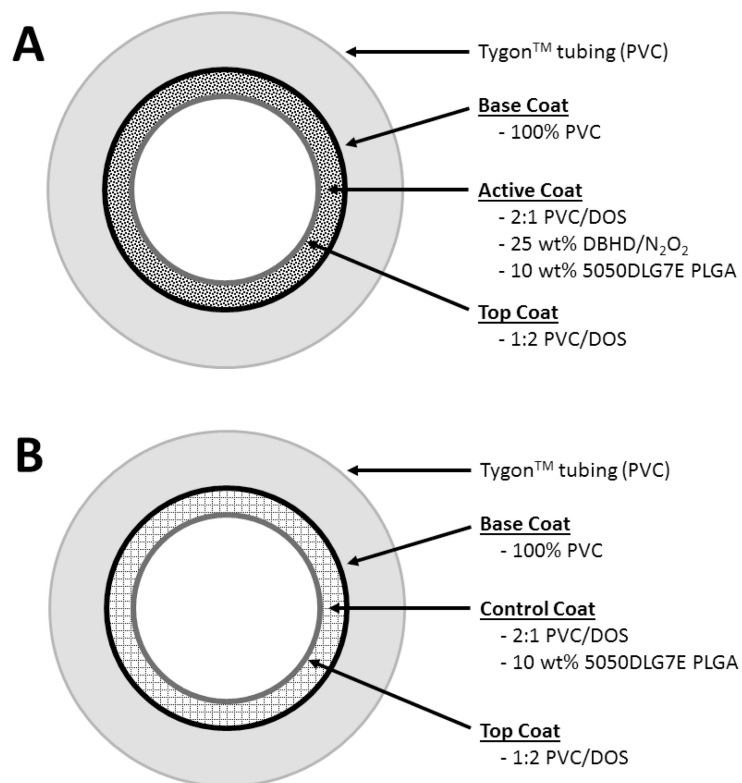 A
Tygon™ tubing (PVC)
Base Coat
- 100% PVC
Active Coat
- 2:1 PVC/DOS
- 25 wt% DBHD/N₂O₂
- 10 wt% 5050DLG7E PLGA
Top Coat
- 1:2 PVC/DOS
B
Tygon™ tubing (PVC)
Base Coat
- 100% PVC
Control Coat
- 2:1 PVC/DOS
- 10 wt% 5050DLG7E PLGA
Top Coat
- 1:2 PVC/DOS